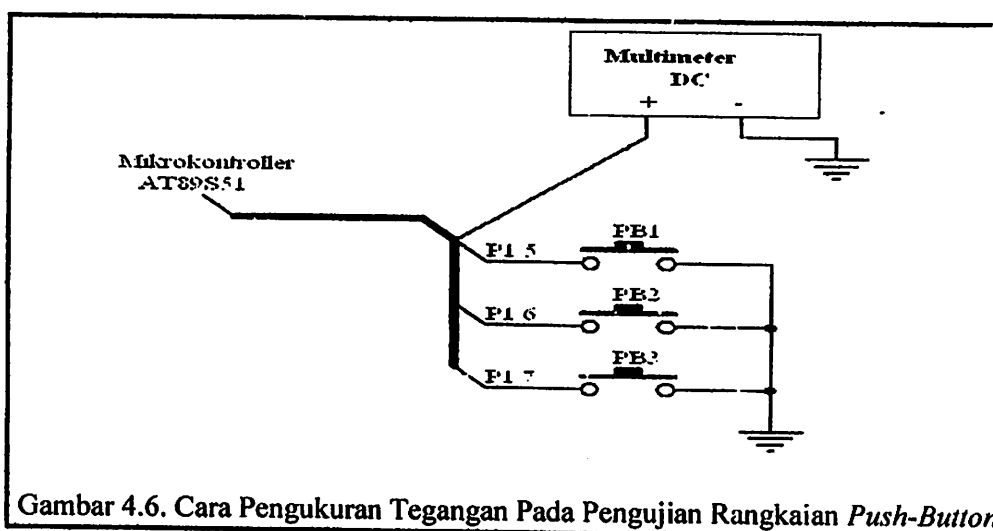 Multimeter
DC
+ -
Mikrokontroller
AT89S51
P1.5 PB1
P1.6 PB2
P1.7 PB3
Gambar 4.6. Cara Pengukuran Tegangan Pada Pengujian Rangkaian Push-Button